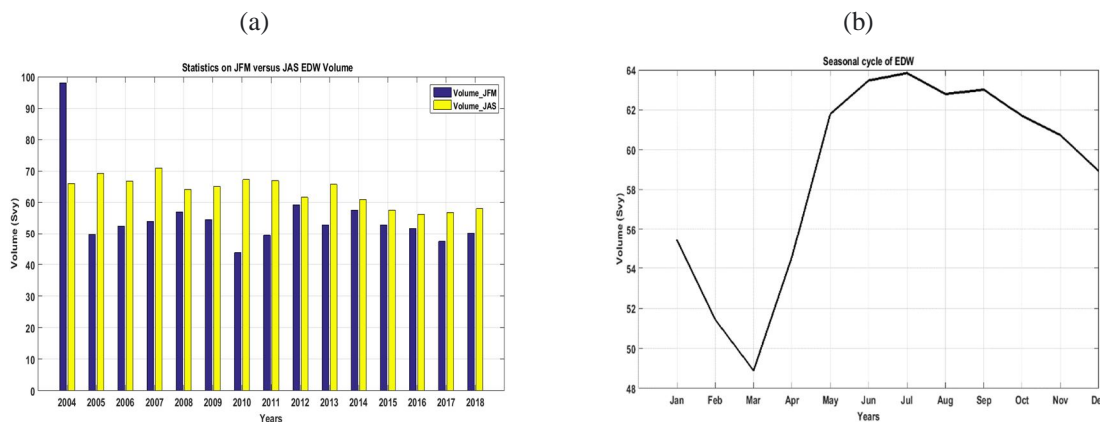 (a)
(b)
Statistics on JFM versus JAS EDW Volume
Volume_JFM
Volume_JAS
100
90
80
70
60
50
40
30
20
10
0
Volume (Svy)
2004 2005 2006 2007 2008 2009 2010 2011 2012 2013 2014 2015 2016 2017 2018
Years
Seasonal cycle of EDW
64
62
60
58
56
54
52
50
48
Volume (Svy)
Jan Feb Mar Apr May Jun Jul Aug Sep Oct Nov De
Years